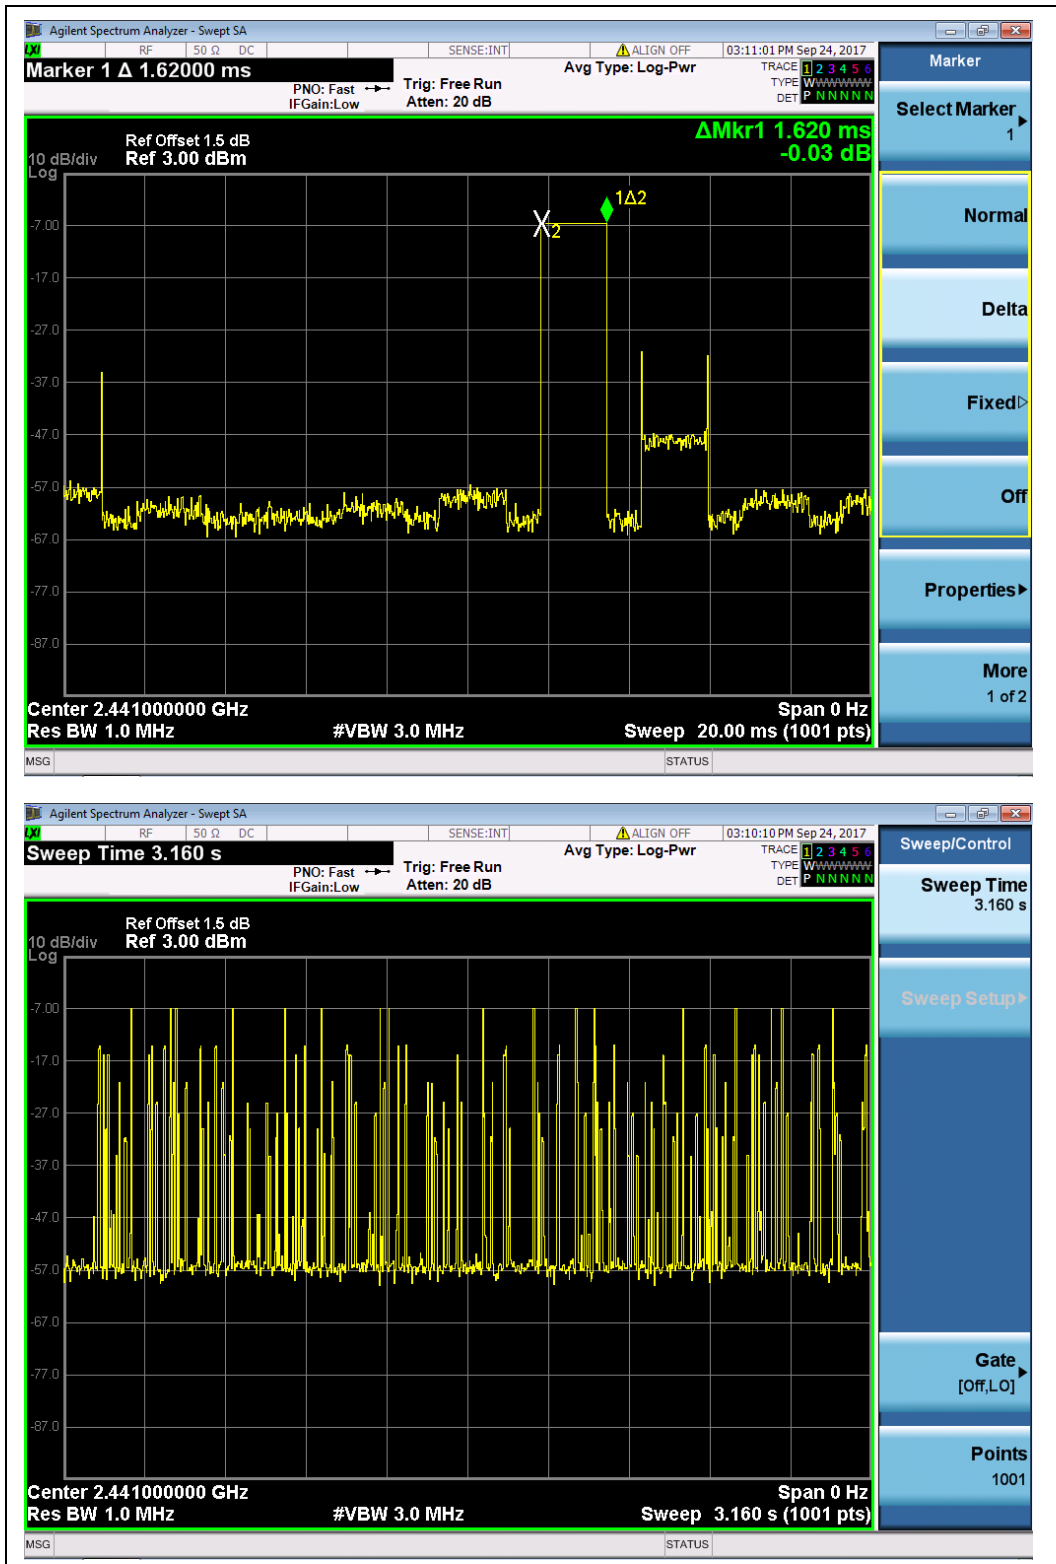 Agilent Spectrum Analyzer - Swept SA
LXI RF 50 Ω DC SENSE:INT ALIGN OFF 03:11:01 PM Sep 24, 2017
Marker 1 Δ 1.62000 ms
PNO: Fast
IFGain:Low
Trig: Free Run
Atten: 20 dB
Avg Type: Log-Pwr
TRACE 1 2 3 4 5 6
TYPE WWWWWWW
DET P N N N N N
Marker
Select Marker
1
Normal
Delta
Fixed
Off
Properties
More
1 of 2
ΔMkr1 1.620 ms
-0.03 dB
Ref Offset 1.5 dB
10 dB/div Ref 3.00 dBm
Log
1Δ2
2
-7.00
-17.0
-27.0
-37.0
-47.0
-57.0
-67.0
-77.0
-87.0
Center 2.441000000 GHz Span 0 Hz
Res BW 1.0 MHz #VBW 3.0 MHz Sweep 20.00 ms (1001 pts)
MSG STATUS
Agilent Spectrum Analyzer - Swept SA
LXI RF 50 Ω DC SENSE:INT ALIGN OFF 03:10:10 PM Sep 24, 2017
Sweep Time 3.160 s
PNO: Fast
IFGain:Low
Trig: Free Run
Atten: 20 dB
Avg Type: Log-Pwr
TRACE 1 2 3 4 5 6
TYPE WWWWWWW
DET P N N N N N
Sweep/Control
Sweep Time
3.160 s
Sweep Setup
Gate
[Off,LO]
Points
1001
Ref Offset 1.5 dB
10 dB/div Ref 3.00 dBm
Log
-7.00
-17.0
-27.0
-37.0
-47.0
-57.0
-67.0
-77.0
-87.0
Center 2.441000000 GHz Span 0 Hz
Res BW 1.0 MHz #VBW 3.0 MHz Sweep 3.160 s (1001 pts)
MSG STATUS